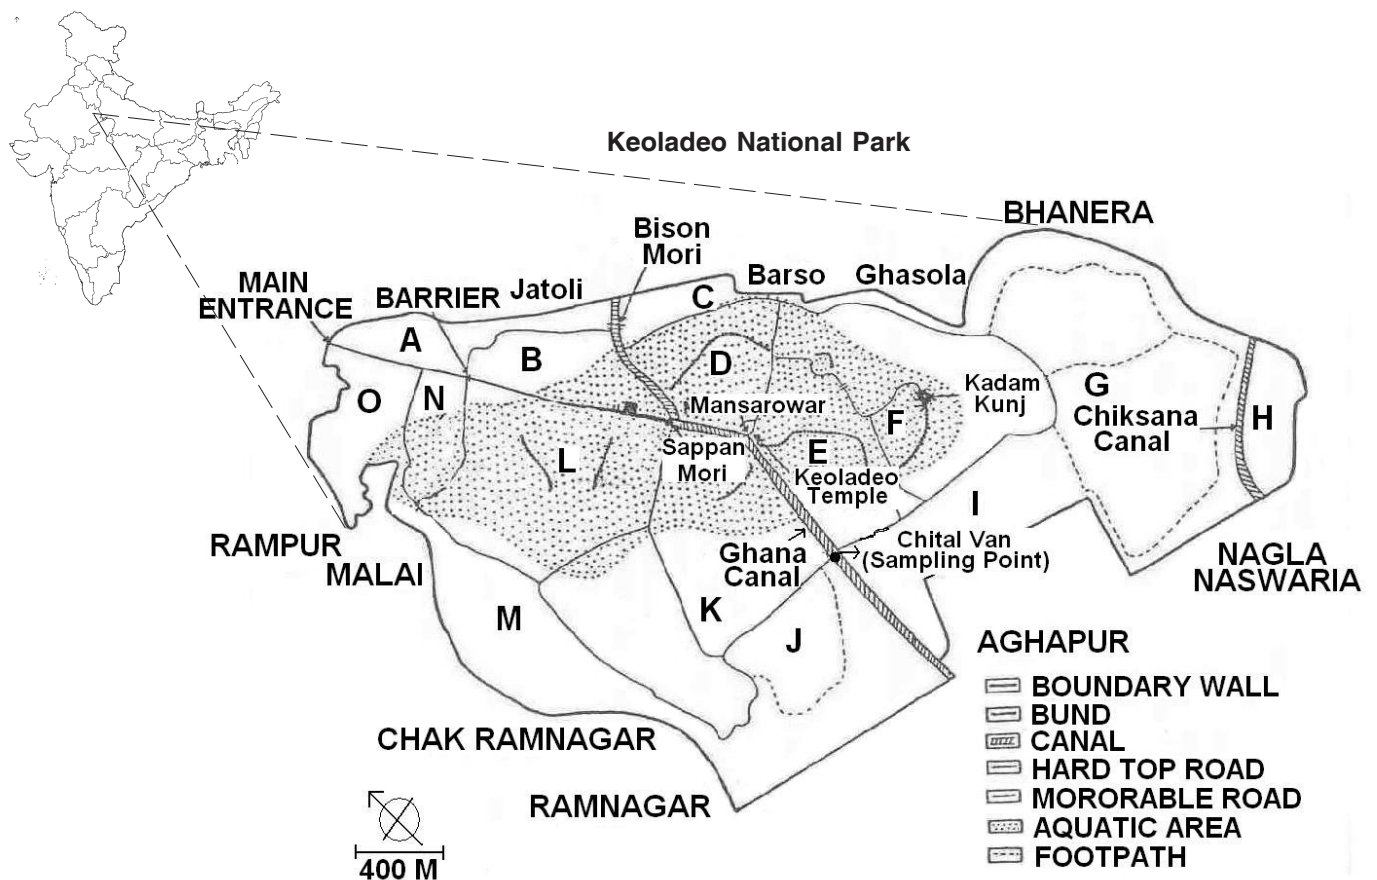 Keoladeo National Park
BHANERA
Bison
Mori
MAIN
ENTRANCE
BARRIER
Jatoli
Barso
Ghasola
A
B
C
D
Kadam
Kunj
G
Chiksana
Canal
H
O
N
Mansarowar
F
L
Sappan
Mori
E
Keoladeo
Temple
I
RAMPUR
MALAI
Ghana
Canal
Chital Van
(Sampling Point)
NAGLA
NASWARIA
M
K
J
AGHAPUR
CHAK RAMNAGAR
RAMNAGAR
BOUNDARY WALL
BUND
CANAL
HARD TOP ROAD
MORORABLE ROAD
AQUATIC AREA
FOOTPATH
400 M